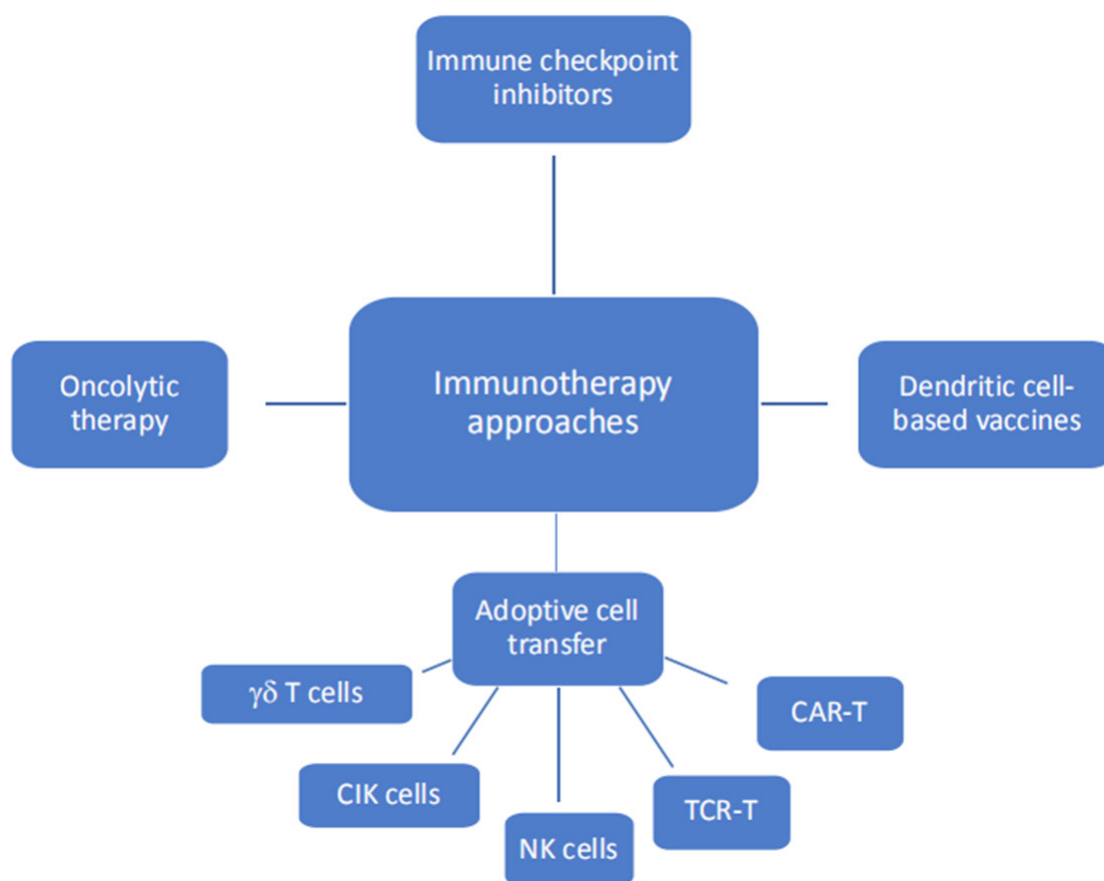 Immune checkpoint
inhibitors
Oncolytic
therapy
Immunotherapy
approaches
Dendritic cell-
based vaccines
Adoptive cell
transfer
γδ T cells
CIK cells
NK cells
TCR-T
CAR-T